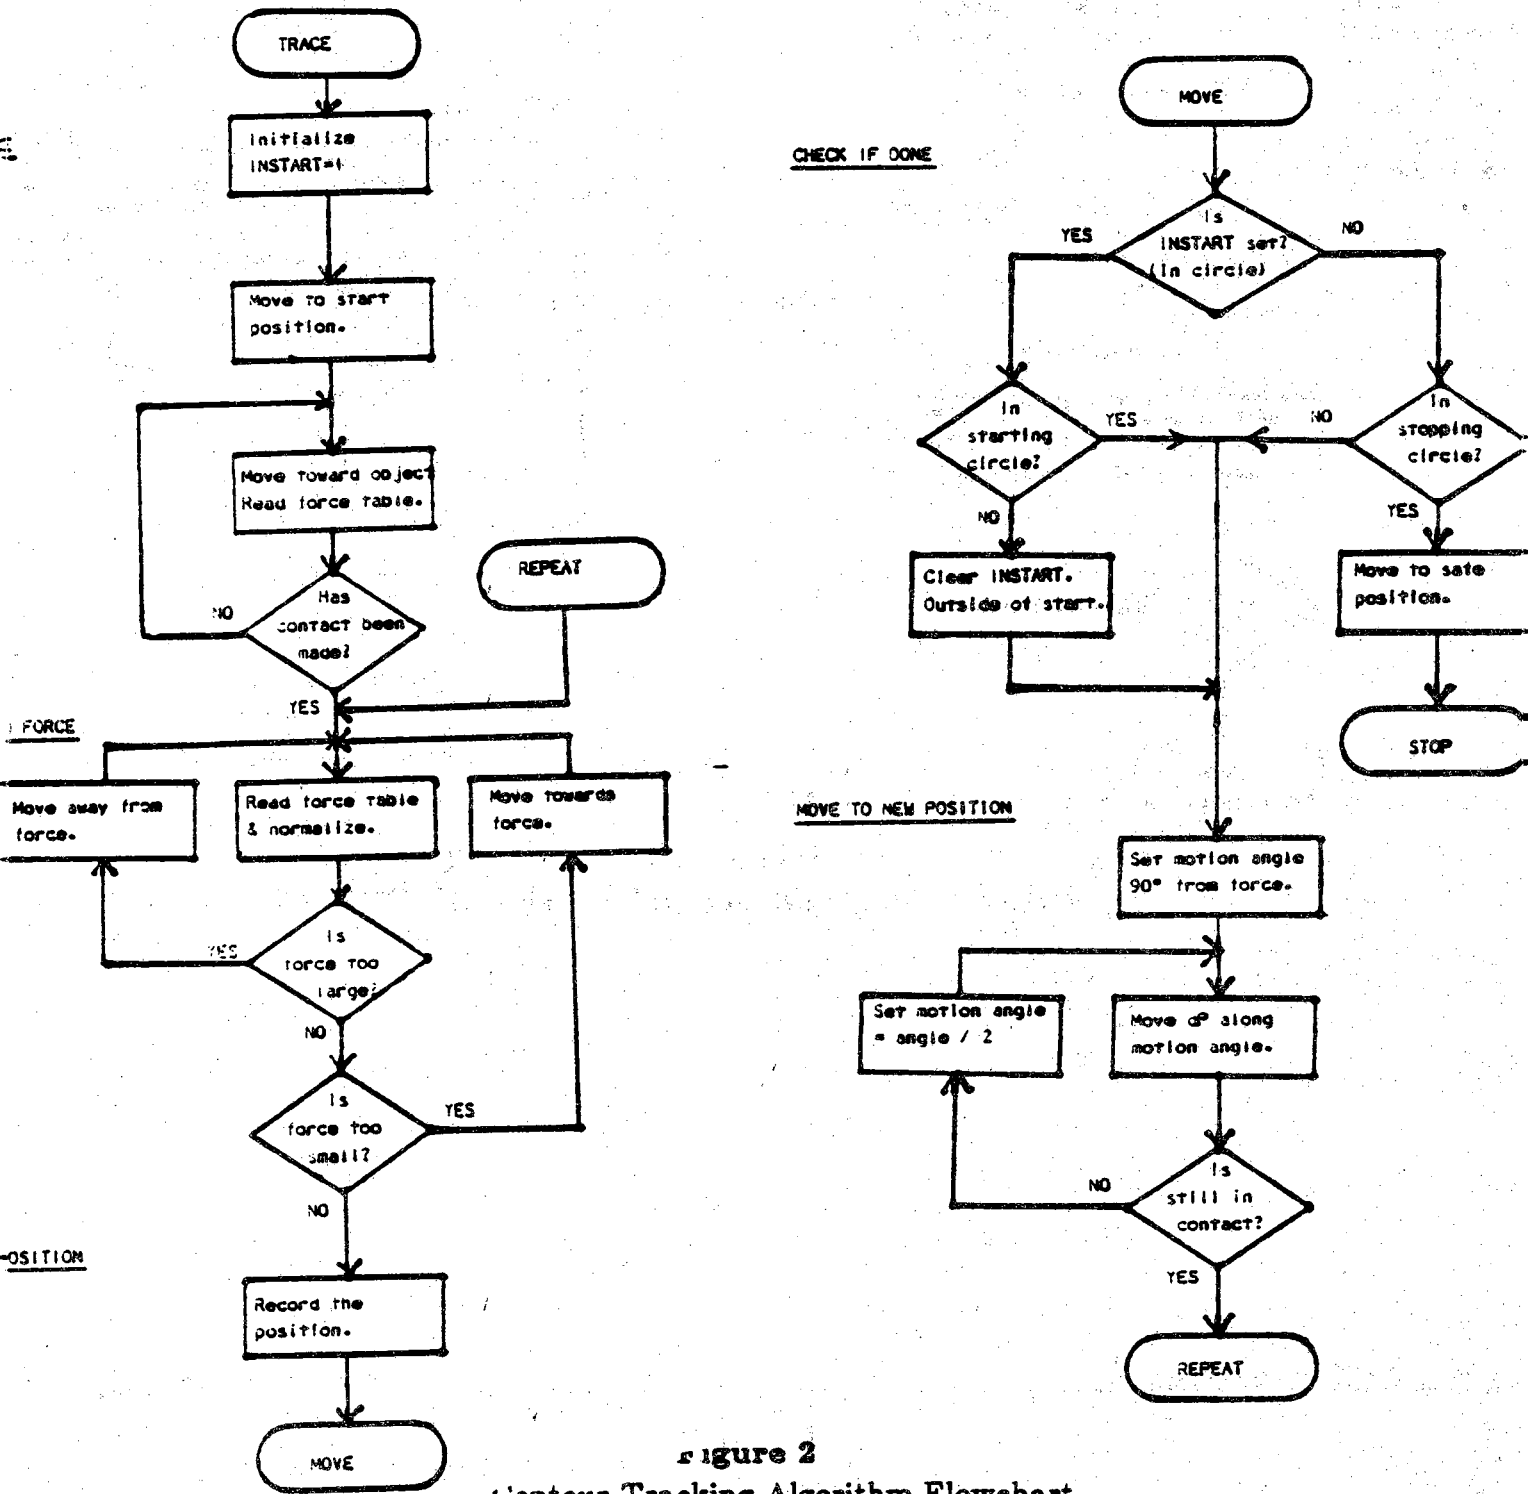 TRACE
Initialize
INSTART=1
Move to start
position.
Move toward object
Read force table.
Has
contact been
made?
NO
YES
REPEAT
FORCE
Move away from
force.
Read force table
& normalize.
Move towards
force.
Is
force too
large?
YES
NO
Is
force too
small?
YES
NO
OSITION
Record the
position.
MOVE
MOVE
CHECK IF DONE
Is
INSTART set?
(in circle)
YES
NO
In
starting
circle?
YES
NO
In
stopping
circle?
NO
YES
Clear INSTART.
Outside of start.
Move to safe
position.
STOP
MOVE TO NEW POSITION
Set motion angle
90° from force.
Set motion angle
= angle / 2
Move dP along
motion angle.
Is
still in
contact?
NO
YES
REPEAT
Figure 2
Contour Tracking Algorithm Flowchart